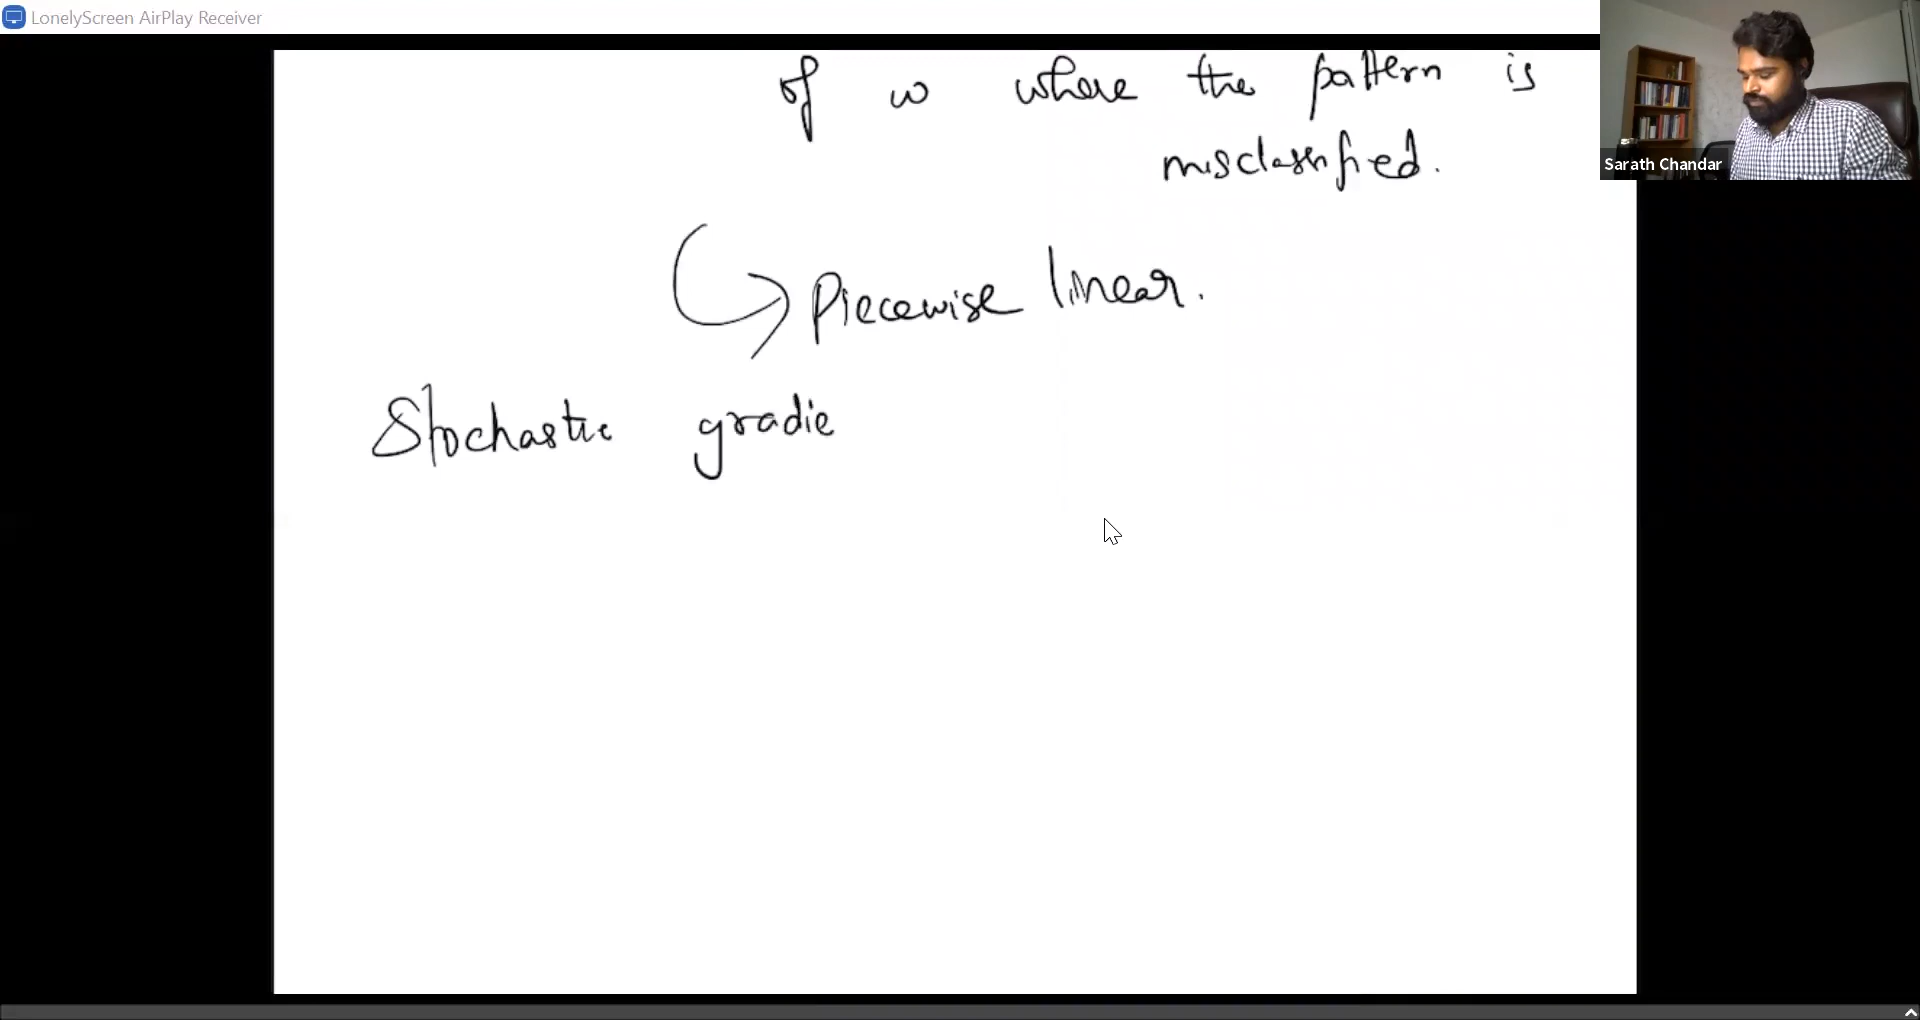 LonelyScreen AirPlay Receiver
of w where the pattern is
misclassified.
Sarath Chandar
Piecewise linear.
Stochastic gradie